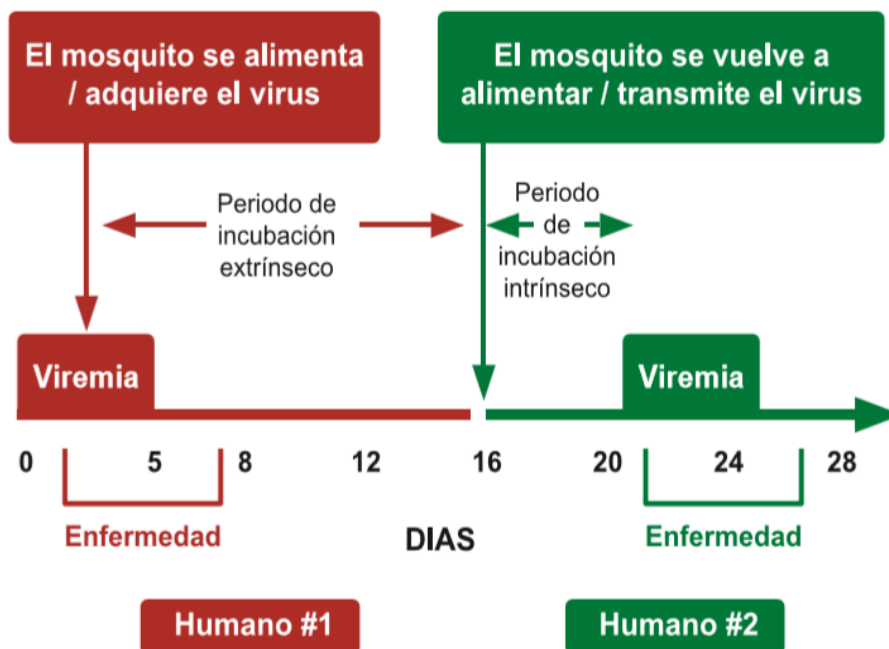 El mosquito se alimenta
/ adquiere el virus
El mosquito se vuelve a
alimentar / transmite el virus
Periodo de
incubación
extrínseco
Periodo
de
incubación
intrínseco
Viremia
Viremia
0 5 8 12 16 20 24 28
Enfermedad
DIAS
Enfermedad
Humano #1
Humano #2